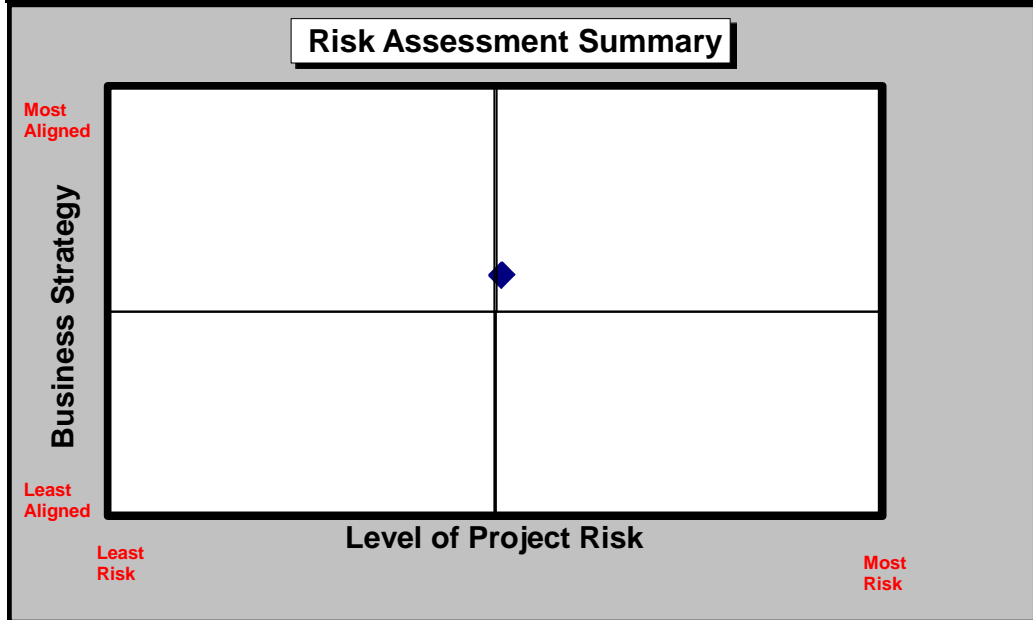 Risk Assessment Summary
Most
Aligned
Business Strategy
Least
Aligned
Level of Project Risk
Least
Risk
Most
Risk